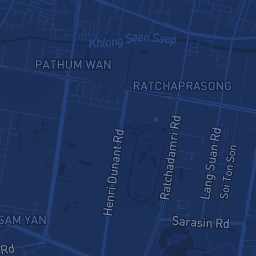 Khlong Saen Saep
PATHUM WAN
RATCHAPRASONG
Henri Dunant Rd
Ratchadamri Rd
Lang Suan Rd
Soi Ton Son
SAM YAN
Sarasin Rd
Rd